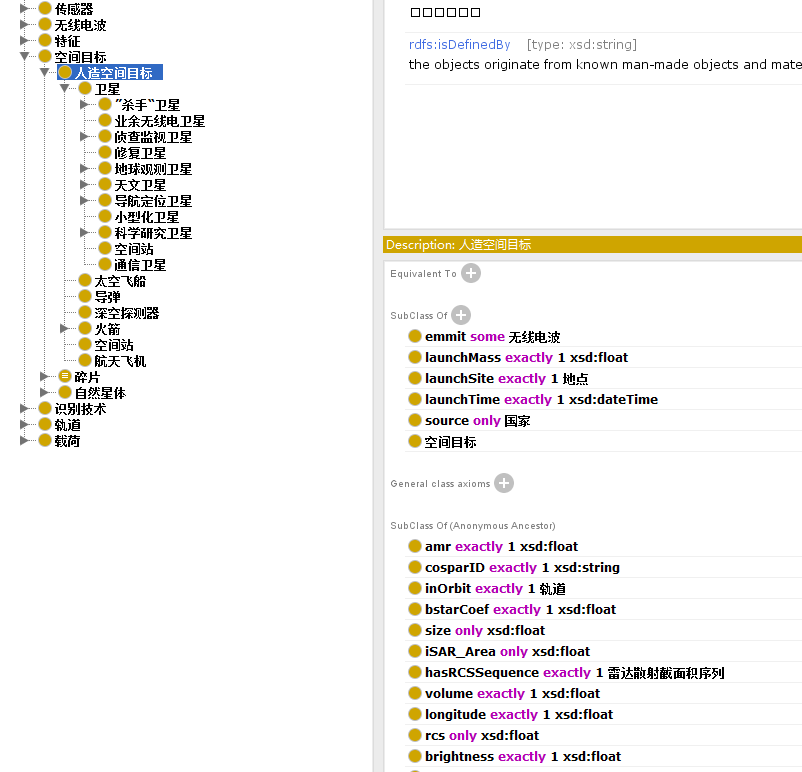 传感器
无线电波
特征
空间目标
人造空间目标
卫星
"杀手"卫星
业余无线电卫星
侦查监视卫星
修复卫星
地球观测卫星
天文卫星
导航定位卫星
小型化卫星
科学研究卫星
空间站
通信卫星
太空飞船
导弹
深空探测器
火箭
空间站
航天飞机
碎片
自然星体
识别技术
轨道
载荷
□□□□□□
rdfs:isDefinedBy [type: xsd:string]
the objects originate from known man-made objects and mate
Description: 人造空间目标
Equivalent To
SubClass Of
emmit some 无线电波
launchMass exactly 1 xsd:float
launchSite exactly 1 地点
launchTime exactly 1 xsd:dateTime
source only 国家
空间目标
General class axioms
SubClass Of (Anonymous Ancestor)
amr exactly 1 xsd:float
cosparID exactly 1 xsd:string
inOrbit exactly 1 轨道
bstarCoef exactly 1 xsd:float
size only xsd:float
iSAR_Area only xsd:float
hasRCSSequence exactly 1 雷达散射截面积序列
volume exactly 1 xsd:float
longitude exactly 1 xsd:float
rcs only xsd:float
brightness exactly 1 xsd:float